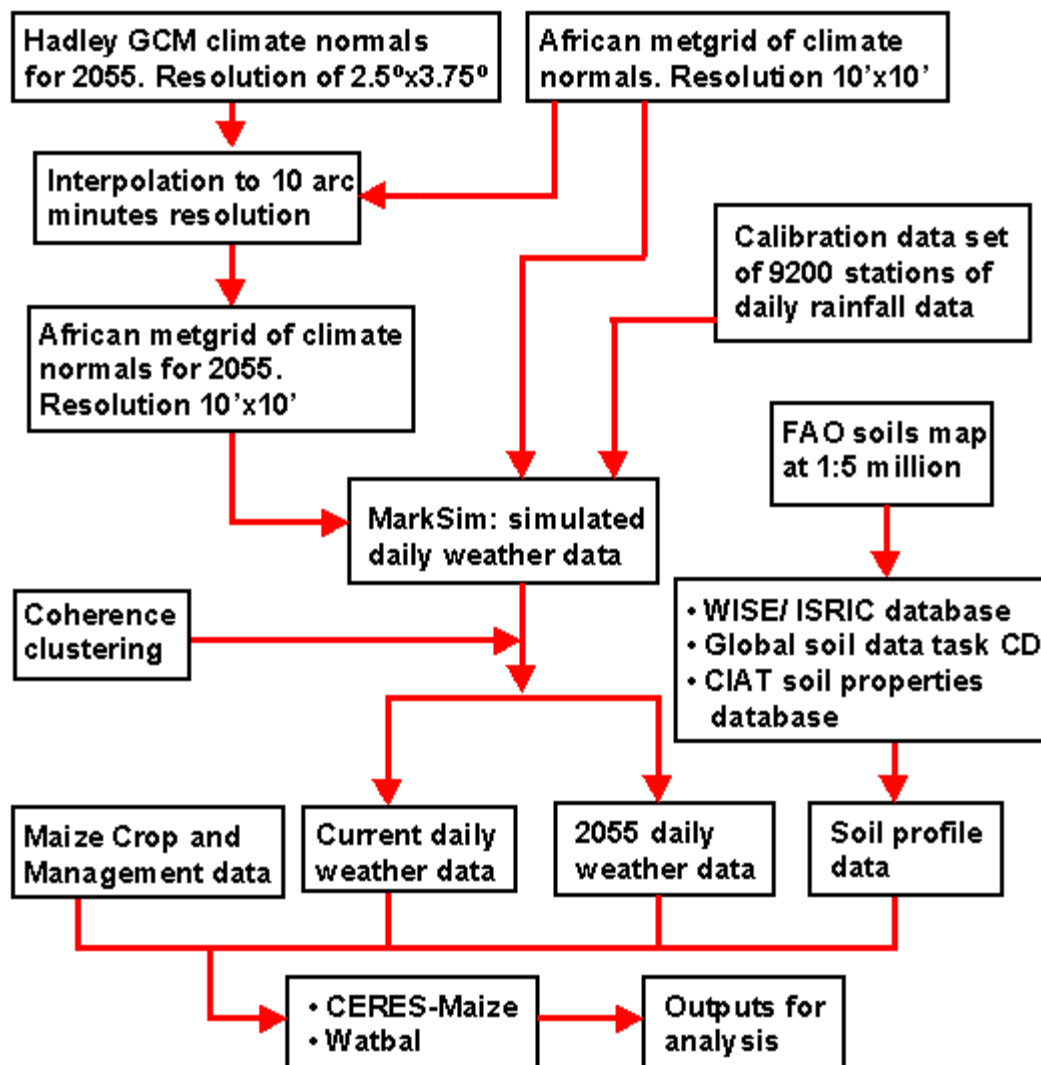 Hadley GCM climate normals
for 2055. Resolution of 2.5ºx3.75º
African metgrid of climate
normals. Resolution 10’x10’
Interpolation to 10 arc
minutes resolution
Calibration data set
of 9200 stations of
daily rainfall data
African metgrid of climate
normals for 2055.
Resolution 10’x10’
FAO soils map
at 1:5 million
MarkSim: simulated
daily weather data
Coherence
clustering
• WISE/ ISRIC database
• Global soil data task CD
• CIAT soil properties
database
Maize Crop and
Management data
Current daily
weather data
2055 daily
weather data
Soil profile
data
• CERES-Maize
• Watbal
Outputs for
analysis